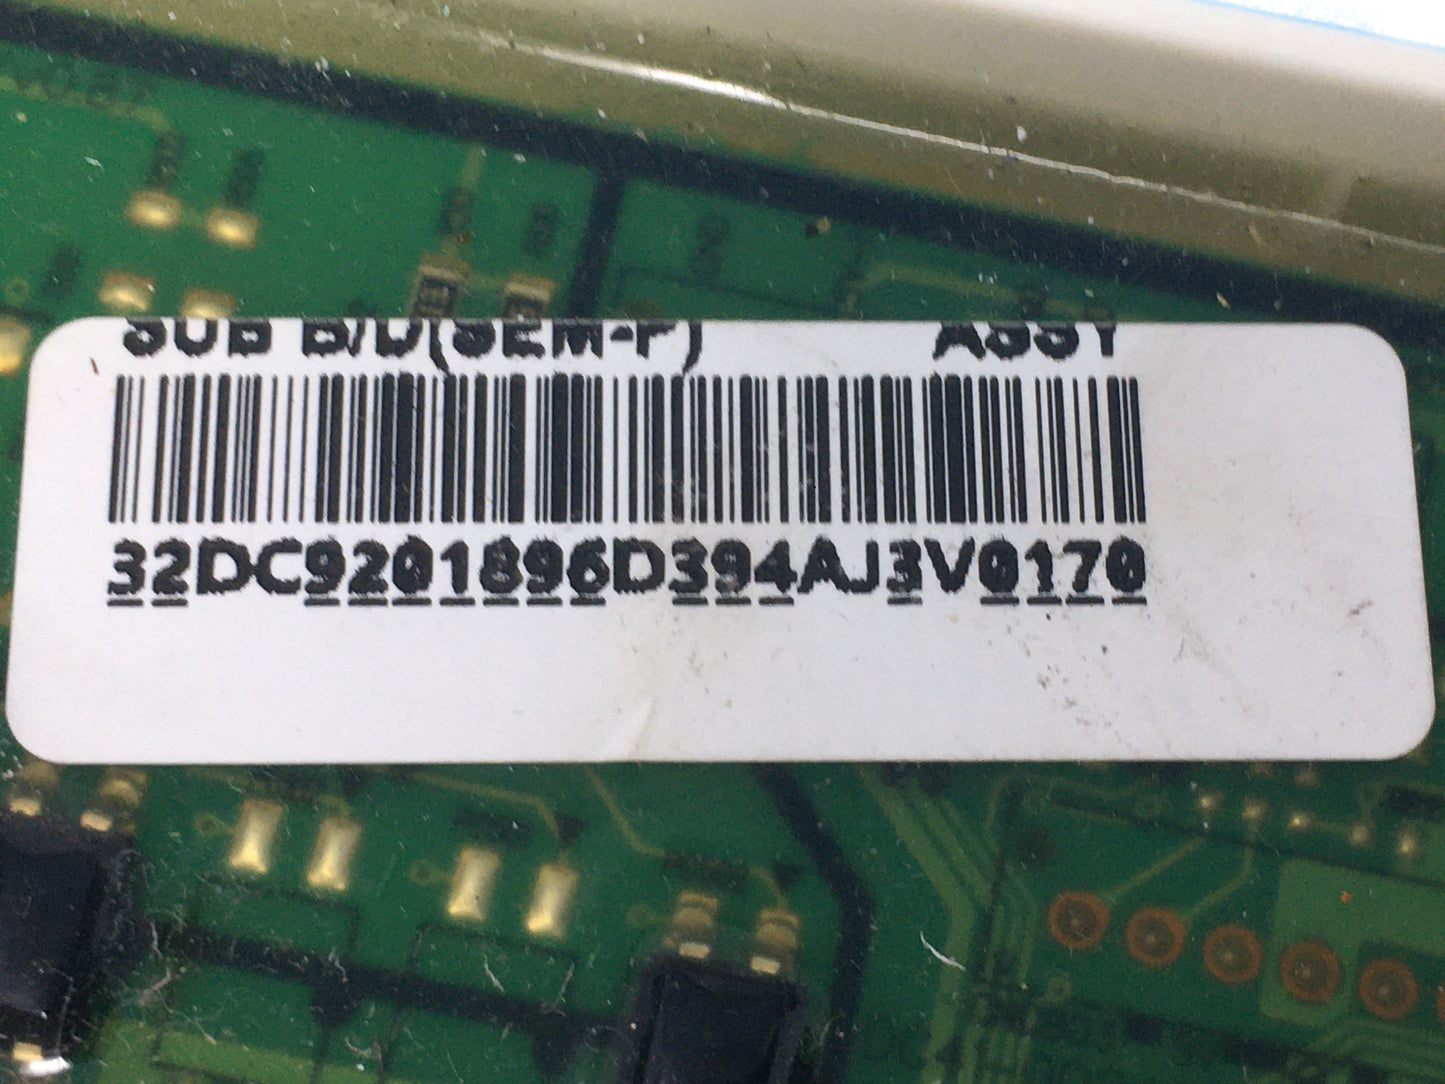 SUB B/D(SEM-P) ASSY
32DC9201896D394AJ3V0170